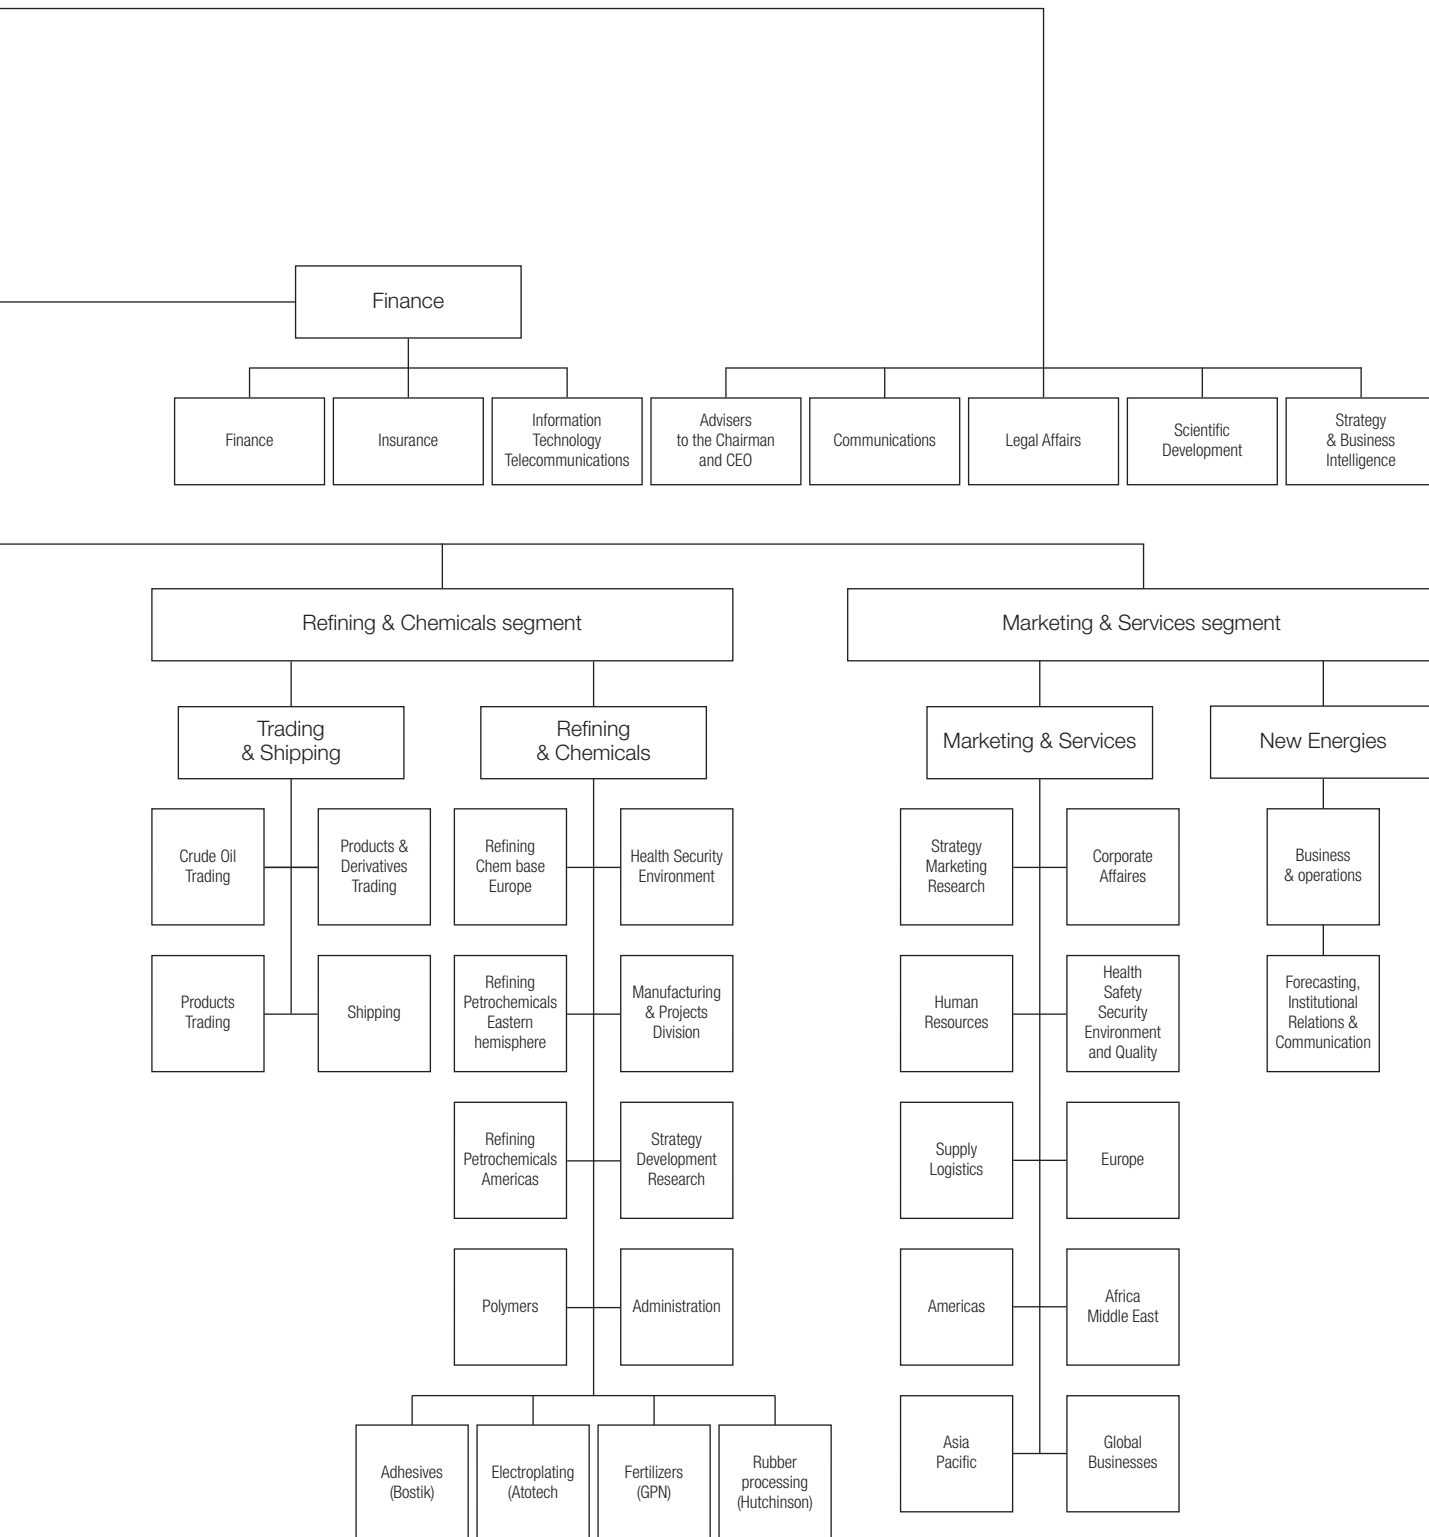 Finance
Finance
Insurance
Information
Technology
Telecommunications
Advisers
to the Chairman
and CEO
Communications
Legal Affairs
Scientific
Development
Strategy
& Business
Intelligence
Refining & Chemicals segment
Marketing & Services segment
Trading
& Shipping
Refining
& Chemicals
Marketing & Services
New Energies
Crude Oil
Trading
Products &
Derivatives
Trading
Products
Trading
Shipping
Refining
Chem base
Europe
Health Security
Environment
Refining
Petrochemicals
Eastern
hemisphere
Manufacturing
& Projects
Division
Refining
Petrochemicals
Americas
Strategy
Development
Research
Polymers
Administration
Adhesives
(Bostik)
Electroplating
(Atotech
Fertilizers
(GPN)
Rubber
processing
(Hutchinson)
Strategy
Marketing
Research
Corporate
Affaires
Human
Resources
Health
Safety
Security
Environment
and Quality
Supply
Logistics
Europe
Americas
Africa
Middle East
Asia
Pacific
Global
Businesses
Business
& operations
Forecasting,
Institutional
Relations &
Communication